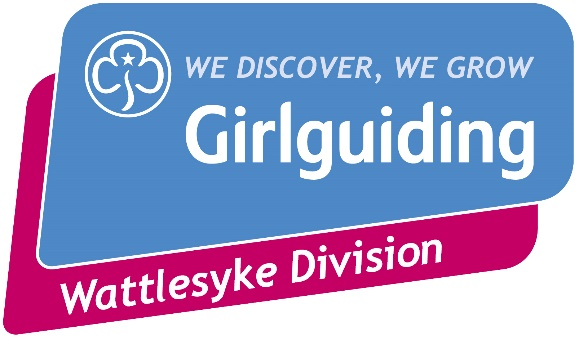 WE DISCOVER, WE GROW
Girlguiding
Wattlesyke Division